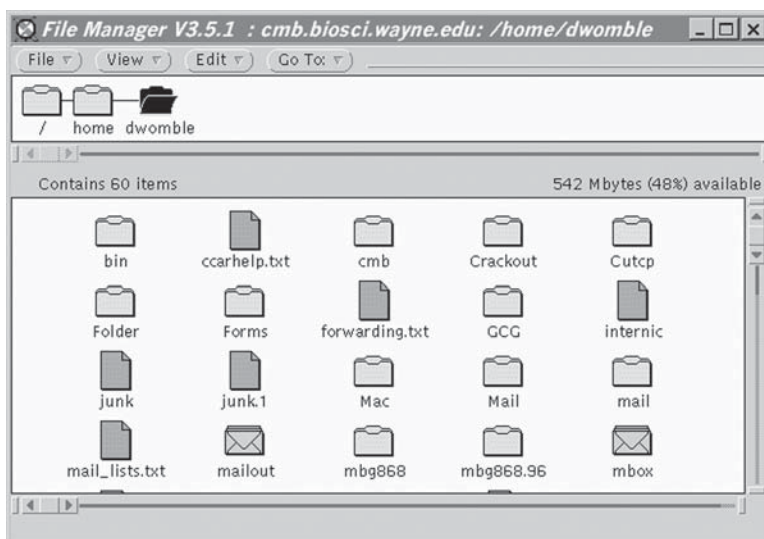 File Manager V3.5.1 : cmb.biosci.wayne.edu: /home/dwomble
File View Edit Go To:
/ home dwomble
Contains 60 items 542 Mbytes (48%) available
bin ccarhelp.txt cmb Crackout Cutcp
Folder Forms forwarding.txt GCG internic
junk junk.1 Mac Mail mail
mail_lists.txt mailout mbg868 mbg868.96 mbox